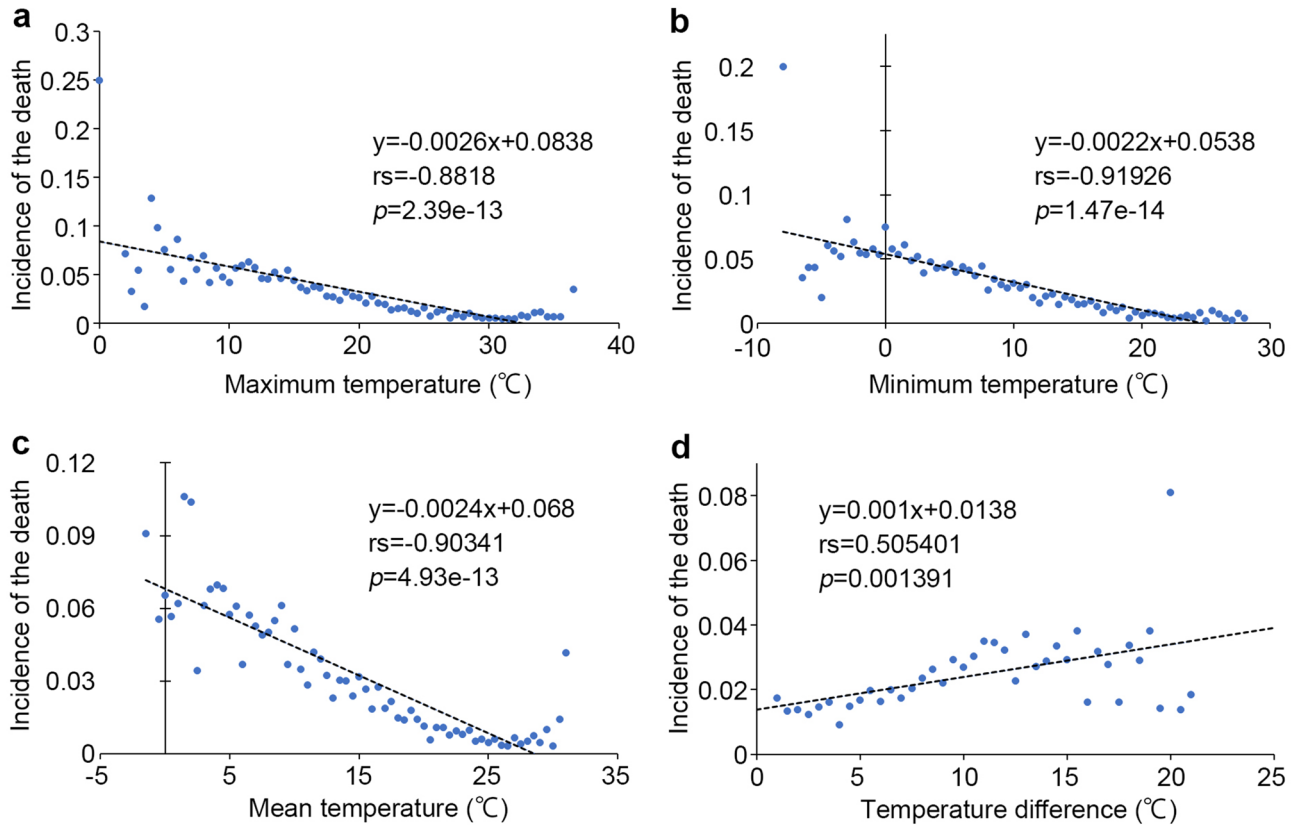 a
0.3
0.25
0.2
0.15
0.1
0.05
0
0 10 20 30 40
Incidence of the death
Maximum temperature (℃)
y=-0.0026x+0.0838
rs=-0.8818
p=2.39e-13
b
0.2
0.15
0.1
0.05
0
-10 0 10 20 30
Incidence of the death
Minimum temperature (℃)
y=-0.0022x+0.0538
rs=-0.91926
p=1.47e-14
c
0.12
0.09
0.06
0.03
0
-5 5 15 25 35
Incidence of the death
Mean temperature (℃)
y=-0.0024x+0.068
rs=-0.90341
p=4.93e-13
d
0.08
0.06
0.04
0.02
0
0 5 10 15 20 25
Incidence of the death
Temperature difference (℃)
y=0.001x+0.0138
rs=0.505401
p=0.001391